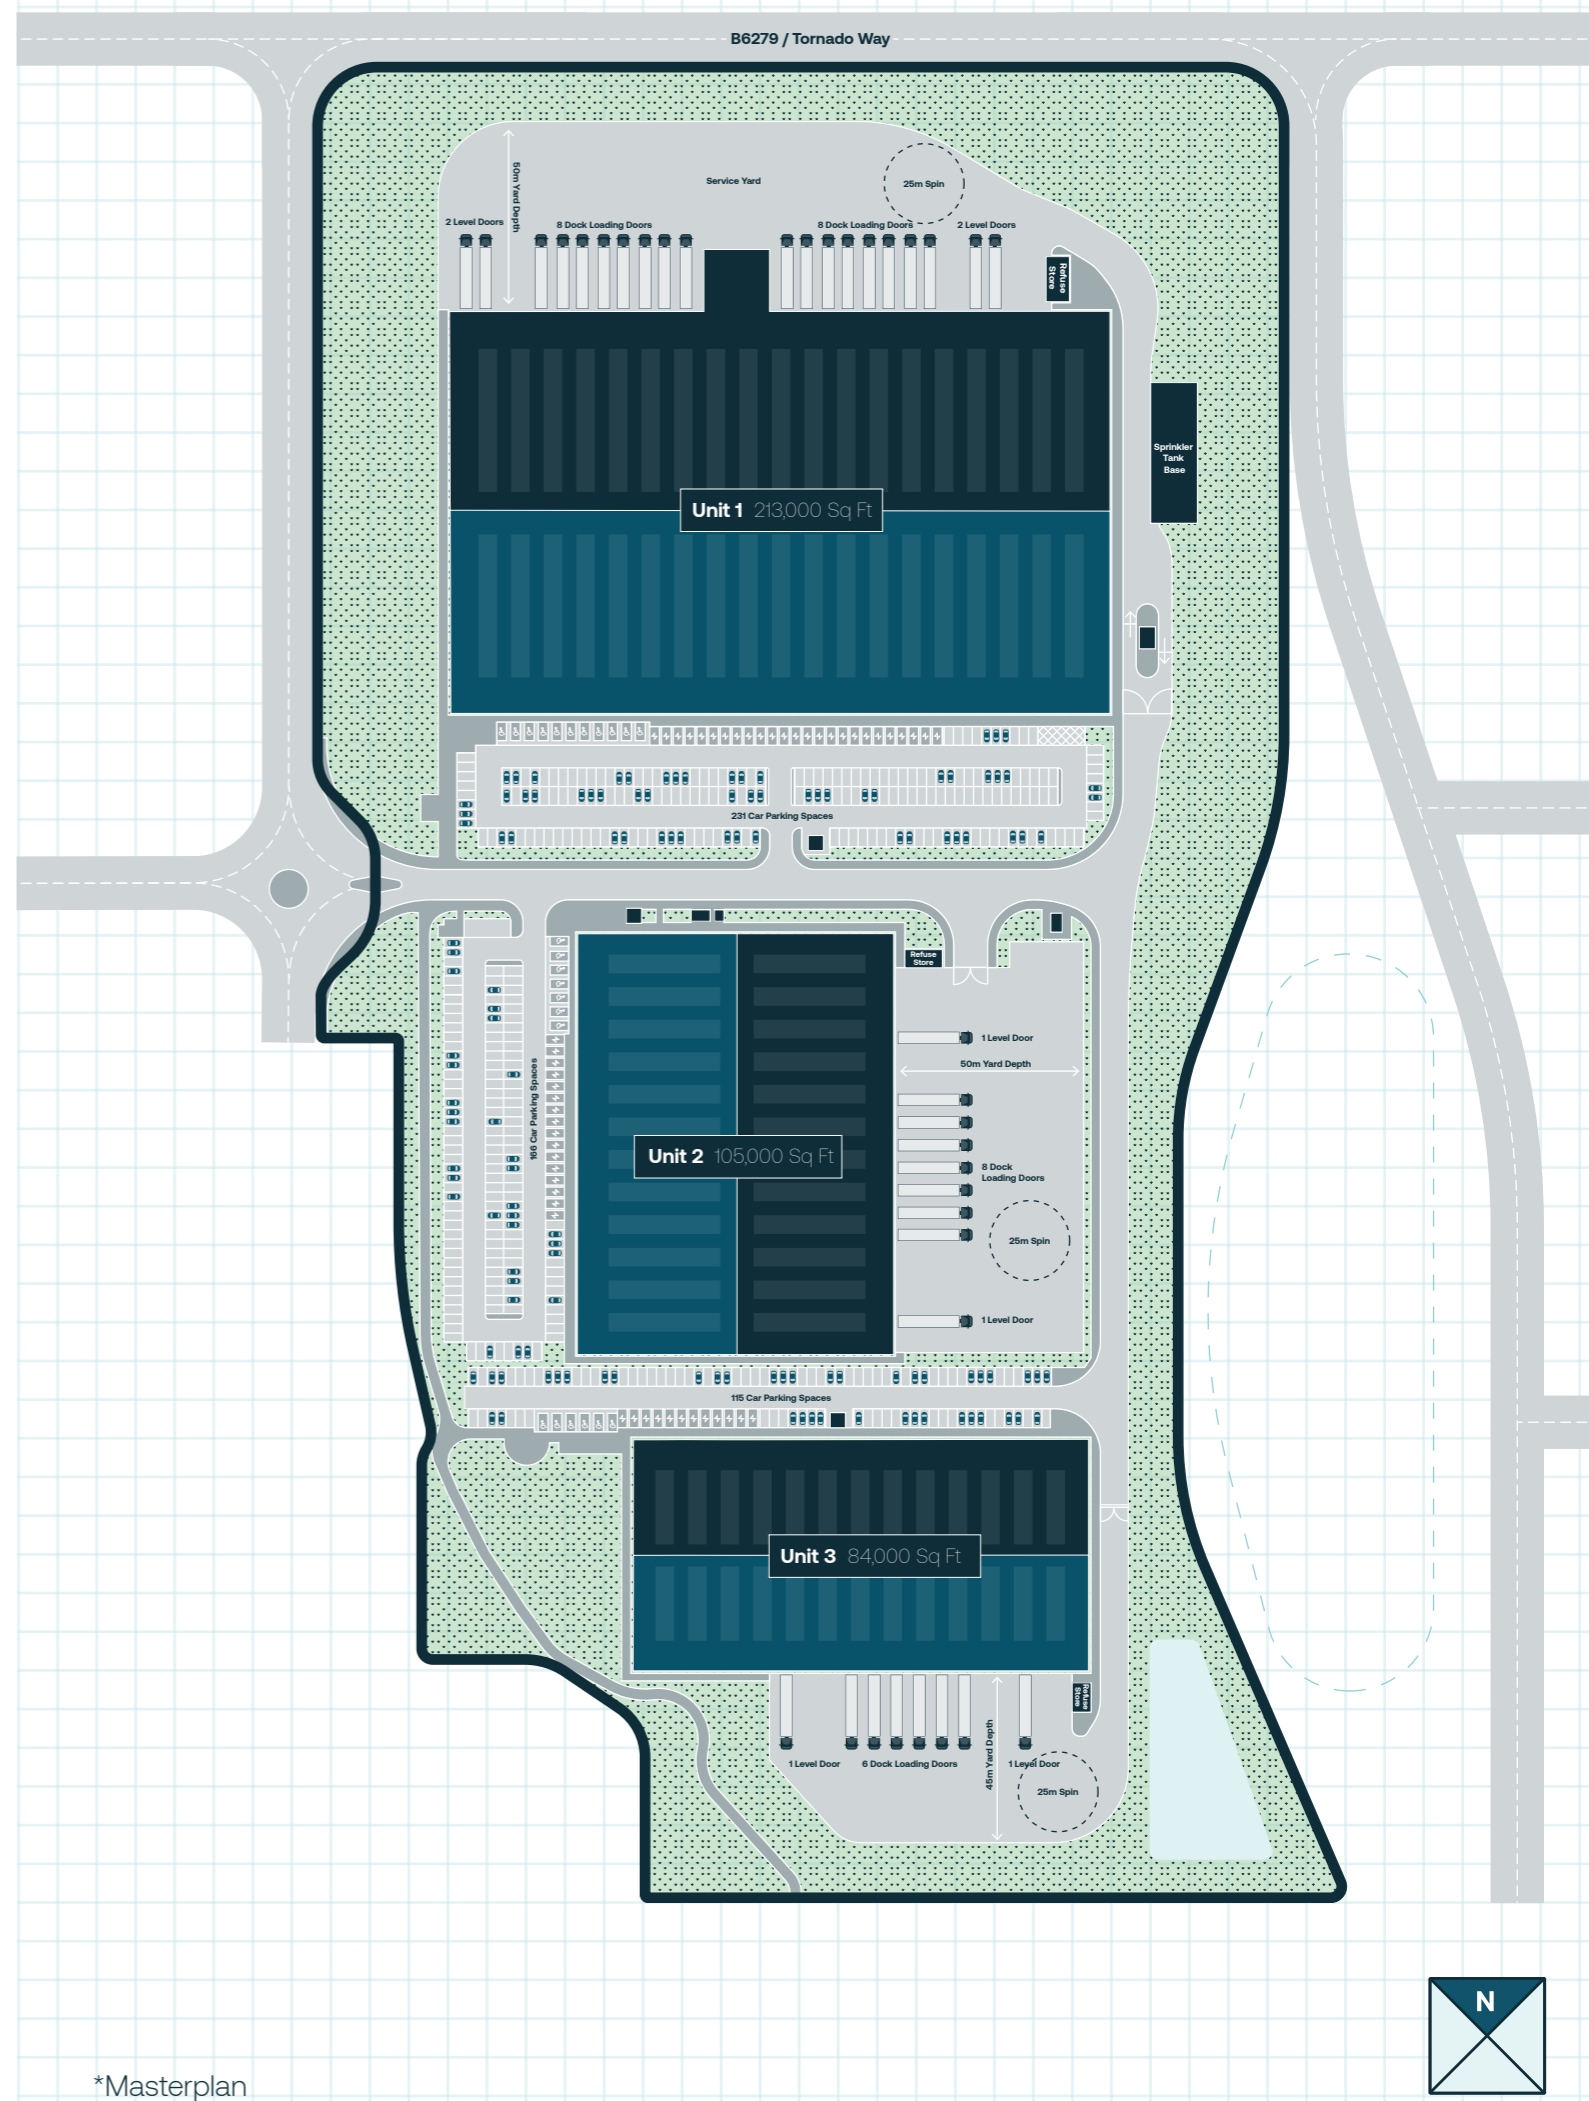 B6279 / Tornado Way
50m Yard Depth
Service Yard
25m Spin
2 Level Doors
8 Dock Loading Doors
8 Dock Loading Doors
2 Level Doors
Refuse
Store
Sprinkler
Tank
Base
Unit 1 213,000 Sq Ft
231 Car Parking Spaces
Refuse
Store
1 Level Door
50m Yard Depth
166 Car Parking Spaces
Unit 2 105,000 Sq Ft
8 Dock
Loading Doors
25m Spin
1 Level Door
115 Car Parking Spaces
Unit 3 84,000 Sq Ft
Refuse
Store
45m Yard Depth
1 Level Door
6 Dock Loading Doors
1 Level Door
25m Spin
N
*Masterplan